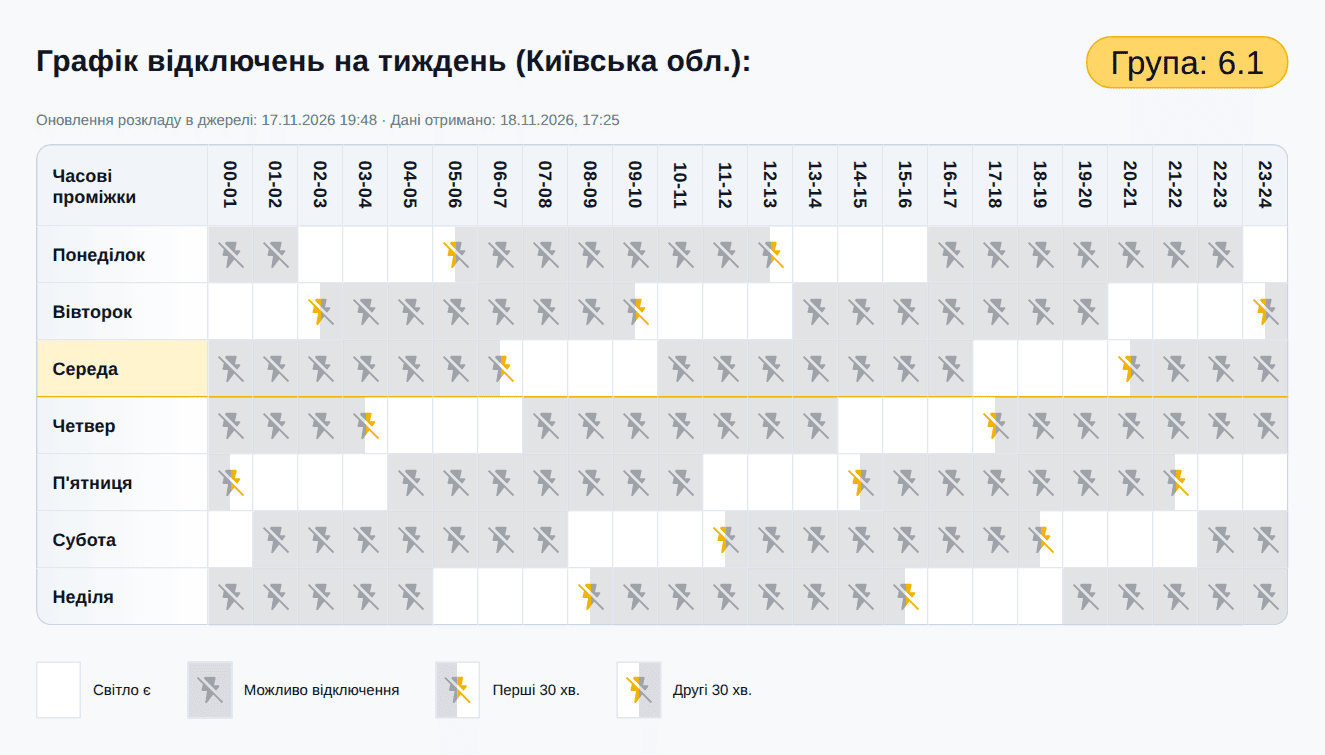 Графік відключень на тиждень (Київська обл.):
Група: 6.1
Оновлення розкладу в джерелі: 17.11.2026 19:48 · Дані отримано: 18.11.2026, 17:25
Часові
проміжки
00-01
01-02
02-03
03-04
04-05
05-06
06-07
07-08
08-09
09-10
10-11
11-12
12-13
13-14
14-15
15-16
16-17
17-18
18-19
19-20
20-21
21-22
22-23
23-24
Понеділок
Вівторок
Середа
Четвер
П'ятниця
Субота
Неділя
Світло є
Можливо відключення
Перші 30 хв.
Другі 30 хв.